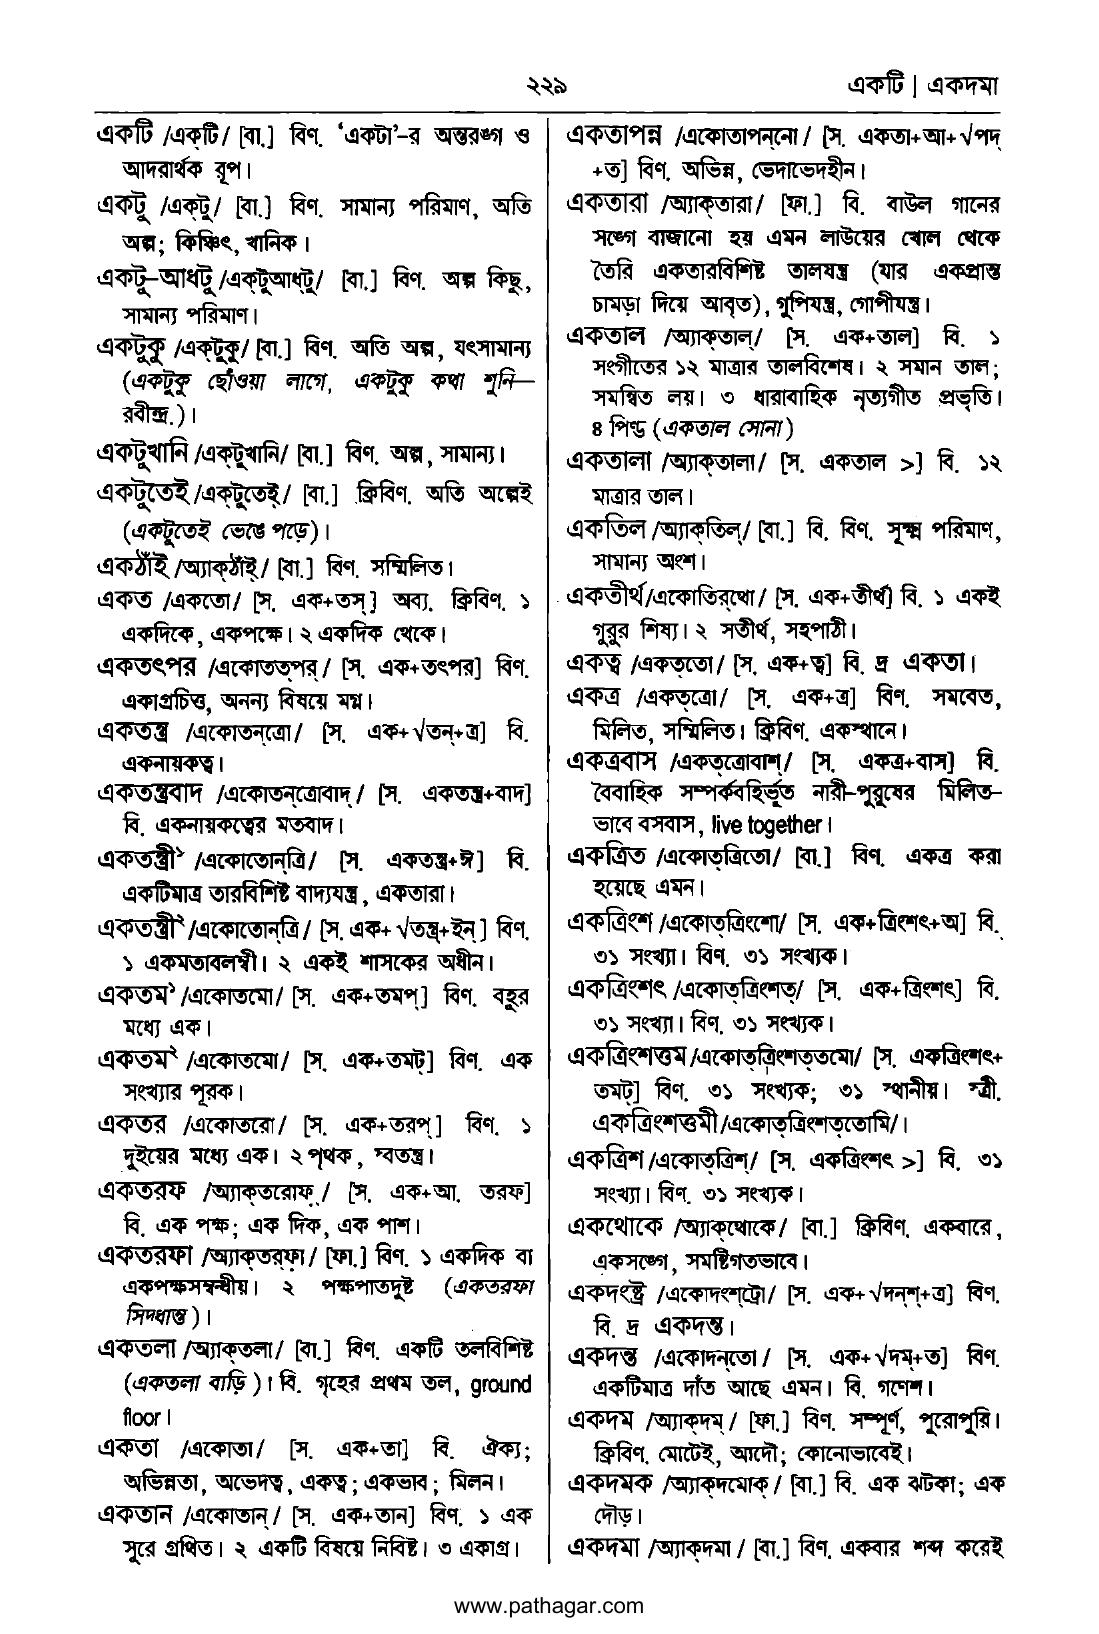 ২২৯
একটি | একদমা
একটি /এক্‌টি/ [বা.] বিণ. ‘একটা’-র অন্তরঙ্গ ও
আদরার্থক রূপ।
একটু /এক্‌টু/ [বা.] বিণ. সামান্য পরিমাণ, অতি
অল্প; কিঞ্চিৎ, খানিক।
একটু-আধটু /এক্‌টুআধ্‌টু/ [বা.] বিণ. অল্প কিছু,
সামান্য পরিমাণ।
একটুকু /এক্‌টুকু/ [বা.] বিণ. অতি অল্প, যৎসামান্য
(একটুকু ছোঁওয়া লাগে, একটুকু কথা শুনি—
রবীন্দ্র.)।
একটুখানি /এক্‌টুখানি/ [বা.] বিণ. অল্প, সামান্য।
একটুতেই /এক্‌টুতেই/ [বা.] ক্রিবিণ. অতি অল্পেই
(একটুতেই ভেঙে পড়ে)।
একঠাঁই /অ্যাক্‌ঠাঁই্/ [বা.] বিণ. সম্মিলিত।
একত /একতো/ [স. এক+তস্] অব্য. ক্রিবিণ. ১
একদিকে, একপক্ষে। ২ একদিক থেকে।
একতৎপর /একোতত্‌পর্/ [স. এক+তৎপর] বিণ.
একাগ্রচিত্ত, অনন্য বিষয়ে মগ্ন।
একতন্ত্র /একোতন্‌ত্রো/ [স. এক+√তন্+ত্র] বি.
একনায়কত্ব।
একতন্ত্রবাদ /একোতন্‌ত্রোবাদ্/ [স. একতন্ত্র+বাদ]
বি. একনায়কত্বের মতবাদ।
একতন্ত্রী১ /একোতোন্‌ত্রি/ [স. একতন্ত্র+ঈ] বি.
একটিমাত্র তারবিশিষ্ট বাদ্যযন্ত্র, একতারা।
একতন্ত্রী২ /একোতোন্‌ত্রি/ [স. এক+√তন্ত্র্+ইন্] বিণ.
১ একমতাবলম্বী। ২ একই শাসকের অধীন।
একতম১ /একোতমো/ [স. এক+তমপ্] বিণ. বহুর
মধ্যে এক।
একতম২ /একোতমো/ [স. এক+তমট্] বিণ. এক
সংখ্যার পূরক।
একতর /একোতরো/ [স. এক+তরপ্] বিণ. ১
দুইয়ের মধ্যে এক। ২ পৃথক, স্বতন্ত্র।
একতরফ /অ্যাক্‌তরোফ্/ [স. এক+আ. তরফ]
বি. এক পক্ষ; এক দিক, এক পাশ।
একতরফা /অ্যাক্‌তরফ্‌া/ [ফা.] বিণ. ১ একদিক বা
একপক্ষসম্বন্ধীয়। ২ পক্ষপাতদুষ্ট (একতরফা
সিদ্ধান্ত)।
একতলা /অ্যাক্‌তলা/ [বা.] বিণ. একটি তলবিশিষ্ট
(একতলা বাড়ি)। বি. গৃহের প্রথম তল, ground
floor।
একতা /একোতা/ [স. এক+তা] বি. ঐক্য;
অভিন্নতা, অভেদত্ব, একত্ব; একভাব; মিলন।
একতান /একোতান্/ [স. এক+তান] বিণ. ১ এক
সুরে গ্রথিত। ২ একটি বিষয়ে নিবিষ্ট। ৩ একাগ্র।
একতাপন্ন /একোতাপন্‌নো/ [স. একতা+আ+√পদ্
+ত] বিণ. অভিন্ন, ভেদাভেদহীন।
একতারা /অ্যাক্‌তারা/ [ফা.] বি. বাউল গানের
সঙ্গে বাজানো হয় এমন লাউয়ের খোল থেকে
তৈরি একতারবিশিষ্ট তালযন্ত্র (যার একপ্রান্ত
চামড়া দিয়ে আবৃত), গুপিযন্ত্র, গোপীযন্ত্র।
একতাল /অ্যাক্‌তাল্/ [স. এক+তাল] বি. ১
সংগীতের ১২ মাত্রার তালবিশেষ। ২ সমান তাল;
সমন্বিত লয়। ৩ ধারাবাহিক নৃত্যগীত প্রভৃতি।
৪ পিন্ড (একতাল সোনা)
একতালা /অ্যাক্‌তালা/ [স. একতাল >] বি. ১২
মাত্রার তাল।
একতিল /অ্যাক্‌তিল্/ [বা.] বি. বিণ. সূক্ষ্ম পরিমাণ,
সামান্য অংশ।
একতীর্থ /একোতির্‌থো/ [স. এক+তীর্থ] বি. ১ একই
গুরুর শিষ্য। ২ সতীর্থ, সহপাঠী।
একত্ব /একত্‌তো/ [স. এক+ত্ব] বি. দ্র একতা।
একত্র /একত্‌ত্রো/ [স. এক+ত্র] বিণ. সমবেত,
মিলিত, সম্মিলিত। ক্রিবিণ. একস্থানে।
একত্রবাস /একত্‌ত্রোবাশ্/ [স. একত্র+বাস] বি.
বৈবাহিক সম্পর্কবহির্ভূত নারী-পুরুষের মিলিত-
ভাবে বসবাস, live together।
একত্রিত /একোত্‌ত্রিতো/ [বা.] বিণ. একত্র করা
হয়েছে এমন।
একত্রিংশ /একোত্‌ত্রিংশো/ [স. এক+ত্রিংশৎ+অ] বি.
৩১ সংখ্যা। বিণ. ৩১ সংখ্যক।
একত্রিংশৎ /একোত্‌ত্রিংশত্/ [স. এক+ত্রিংশৎ] বি.
৩১ সংখ্যা। বিণ. ৩১ সংখ্যক।
একত্রিংশত্তম /একোত্‌ত্রিংশত্‌তমো/ [স. একত্রিংশৎ+
তমট্] বিণ. ৩১ সংখ্যক; ৩১ স্থানীয়। স্ত্রী.
একত্রিংশত্তমী /একোত্‌ত্রিংশত্‌তোমি/।
একত্রিশ /একোত্‌ত্রিশ্/ [স. একত্রিংশৎ >] বি. ৩১
সংখ্যা। বিণ. ৩১ সংখ্যক।
একথোকে /অ্যাক্‌থোকে/ [বা.] ক্রিবিণ. একবারে,
একসঙ্গে, সমষ্টিগতভাবে।
একদংষ্ট্র /একোদংশ্‌ট্রো/ [স. এক+√দন্‌শ্+ত্র] বিণ.
বি. দ্র একদন্ত।
একদন্ত /একোদন্‌তো/ [স. এক+√দম্+ত] বিণ.
একটিমাত্র দাঁত আছে এমন। বি. গণেশ।
একদম /অ্যাক্‌দম্/ [ফা.] বিণ. সম্পূর্ণ, পুরোপুরি।
ক্রিবিণ. মোটেই, আদৌ; কোনোভাবেই।
একদমক /অ্যাক্‌দমোক্/ [বা.] বি. এক ঝটকা; এক
দৌড়।
একদমা /অ্যাক্‌দমা/ [বা.] বিণ. একবার শব্দ করেই
www.pathagar.com